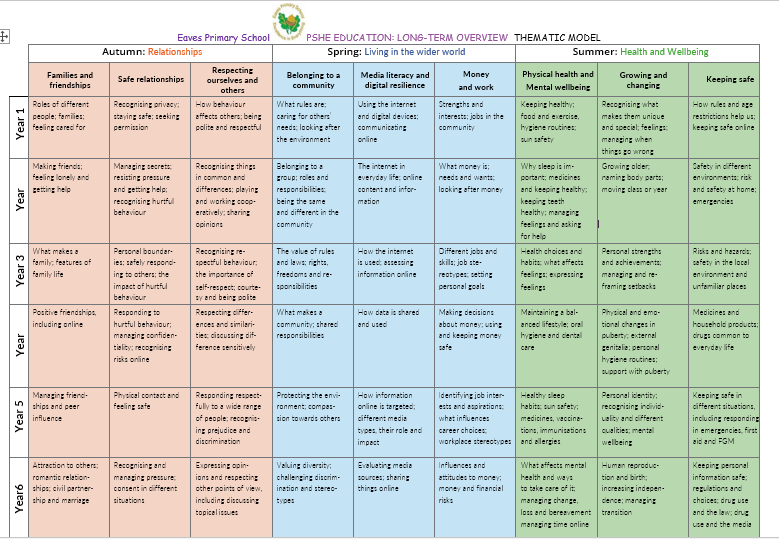 Eaves Primary School
PSHE EDUCATION: LONG-TERM OVERVIEW THEMATIC MODEL
Autumn: Relationships
Spring: Living in the wider world
Summer: Health and Wellbeing
Families and
friendships
Safe relationships
Respecting
ourselves and
others
Belonging to a
community
Media literacy and
digital resilience
Money
and work
Physical health and
Mental wellbeing
Growing and
changing
Keeping safe
Year 1
Roles of different
people; families;
feeling cared for
Recognising privacy;
staying safe; seeking
permission
How behaviour
affects others; being
polite and respectful
What rules are;
caring for others'
needs; looking after
the environment
Using the internet
and digital devices;
communicating
online
Strengths and
interests; jobs in the
community
Keeping healthy;
food and exercise,
hygiene routines;
sun safety
Recognising what
makes them unique
and special; feelings;
managing when
things go wrong
How rules and age
restrictions help us;
keeping safe online
Year
Making friends;
feeling lonely and
getting help
Managing secrets;
resisting pressure
and getting help;
recognising hurtful
behaviour
Recognising things
in common and
differences; playing
and working coop-
eratively; sharing
opinions
Belonging to a
group; roles and
responsibilities;
being the same
and different in the
community
The internet in
everyday life; online
content and infor-
mation
What money is;
needs and wants;
looking after money
Why sleep is im-
portant; medicines
and keeping healthy;
keeping teeth
healthy; managing
feelings and asking
for help
Growing older;
naming body parts;
moving class or year
Safety in different
environments; risk
and safety at home;
emergencies
Year 3
What makes a
family; features of
family life
Personal boundar-
ies; safely respond-
ing to others; the
impact of hurtful
behaviour
Recognising re-
spectful behaviour;
the importance of
self-respect; courte-
sy and being polite
The value of rules
and laws; rights,
freedoms and re-
sponsibilities
How the internet
is used; assessing
information online
Different jobs and
skills; job ste-
reotypes; setting
personal goals
Health choices and
habits; what affects
feelings; expressing
feelings
Personal strengths
and achievements;
managing and re-
framing setbacks
Risks and hazards;
safety in the local
environment and
unfamiliar places
Year
Positive friendships,
including online
Responding to
hurtful behaviour;
managing confiden-
tiality; recognising
risks online
Respecting differ-
ences and similari-
ties; discussing dif-
ference sensitively
What makes a
community; shared
responsibilities
How data is shared
and used
Making decisions
about money; using
and keeping money
safe
Maintaining a bal-
anced lifestyle; oral
hygiene and dental
care
Physical and emo-
tional changes in
puberty; external
genitalia; personal
hygiene routines;
support with puberty
Medicines and
household products;
drugs common to
everyday life
Year 5
Managing friend-
ships and peer
influence
Physical contact and
feeling safe
Responding respect-
fully to a wide range
of people; recognis-
ing prejudice and
discrimination
Protecting the envi-
ronment; compas-
sion towards others
How information
online is targeted;
different media
types, their role and
impact
Identifying job inter-
ests and aspirations;
what influences
career choices;
workplace stereotypes
Healthy sleep
habits; sun safety;
medicines, vaccina-
tions, immunisations
and allergies
Personal identity;
recognising individ-
uality and different
qualities; mental
wellbeing
Keeping safe in
different situations,
including responding
in emergencies, first
aid and FGM
Year6
Attraction to others;
romantic relation-
ships; civil partner-
ship and marriage
Recognising and
managing pressure;
consent in different
situations
Expressing opin-
ions and respecting
other points of view,
including discussing
topical issues
Valuing diversity;
challenging discrim-
ination and stereo-
types
Evaluating media
sources; sharing
things online
Influences and
attitudes to money;
money and financial
risks
What affects mental
health and ways
to take care of it;
managing change,
loss and bereavement
managing time online
Human reproduc-
tion and birth;
increasing indepen-
dence; managing
transition
Keeping personal
information safe;
regulations and
choices; drug use
and the law; drug
use and the media